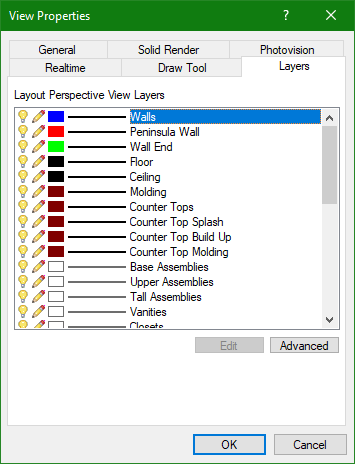 View Properties
General Solid Render Photovision
Realtime Draw Tool Layers
Layout Perspective View Layers
Walls
Peninsula Wall
Wall End
Floor
Ceiling
Molding
Counter Tops
Counter Top Splash
Counter Top Build Up
Counter Top Molding
Base Assemblies
Upper Assemblies
Tall Assemblies
Vanities
Closets
Edit Advanced
OK Cancel